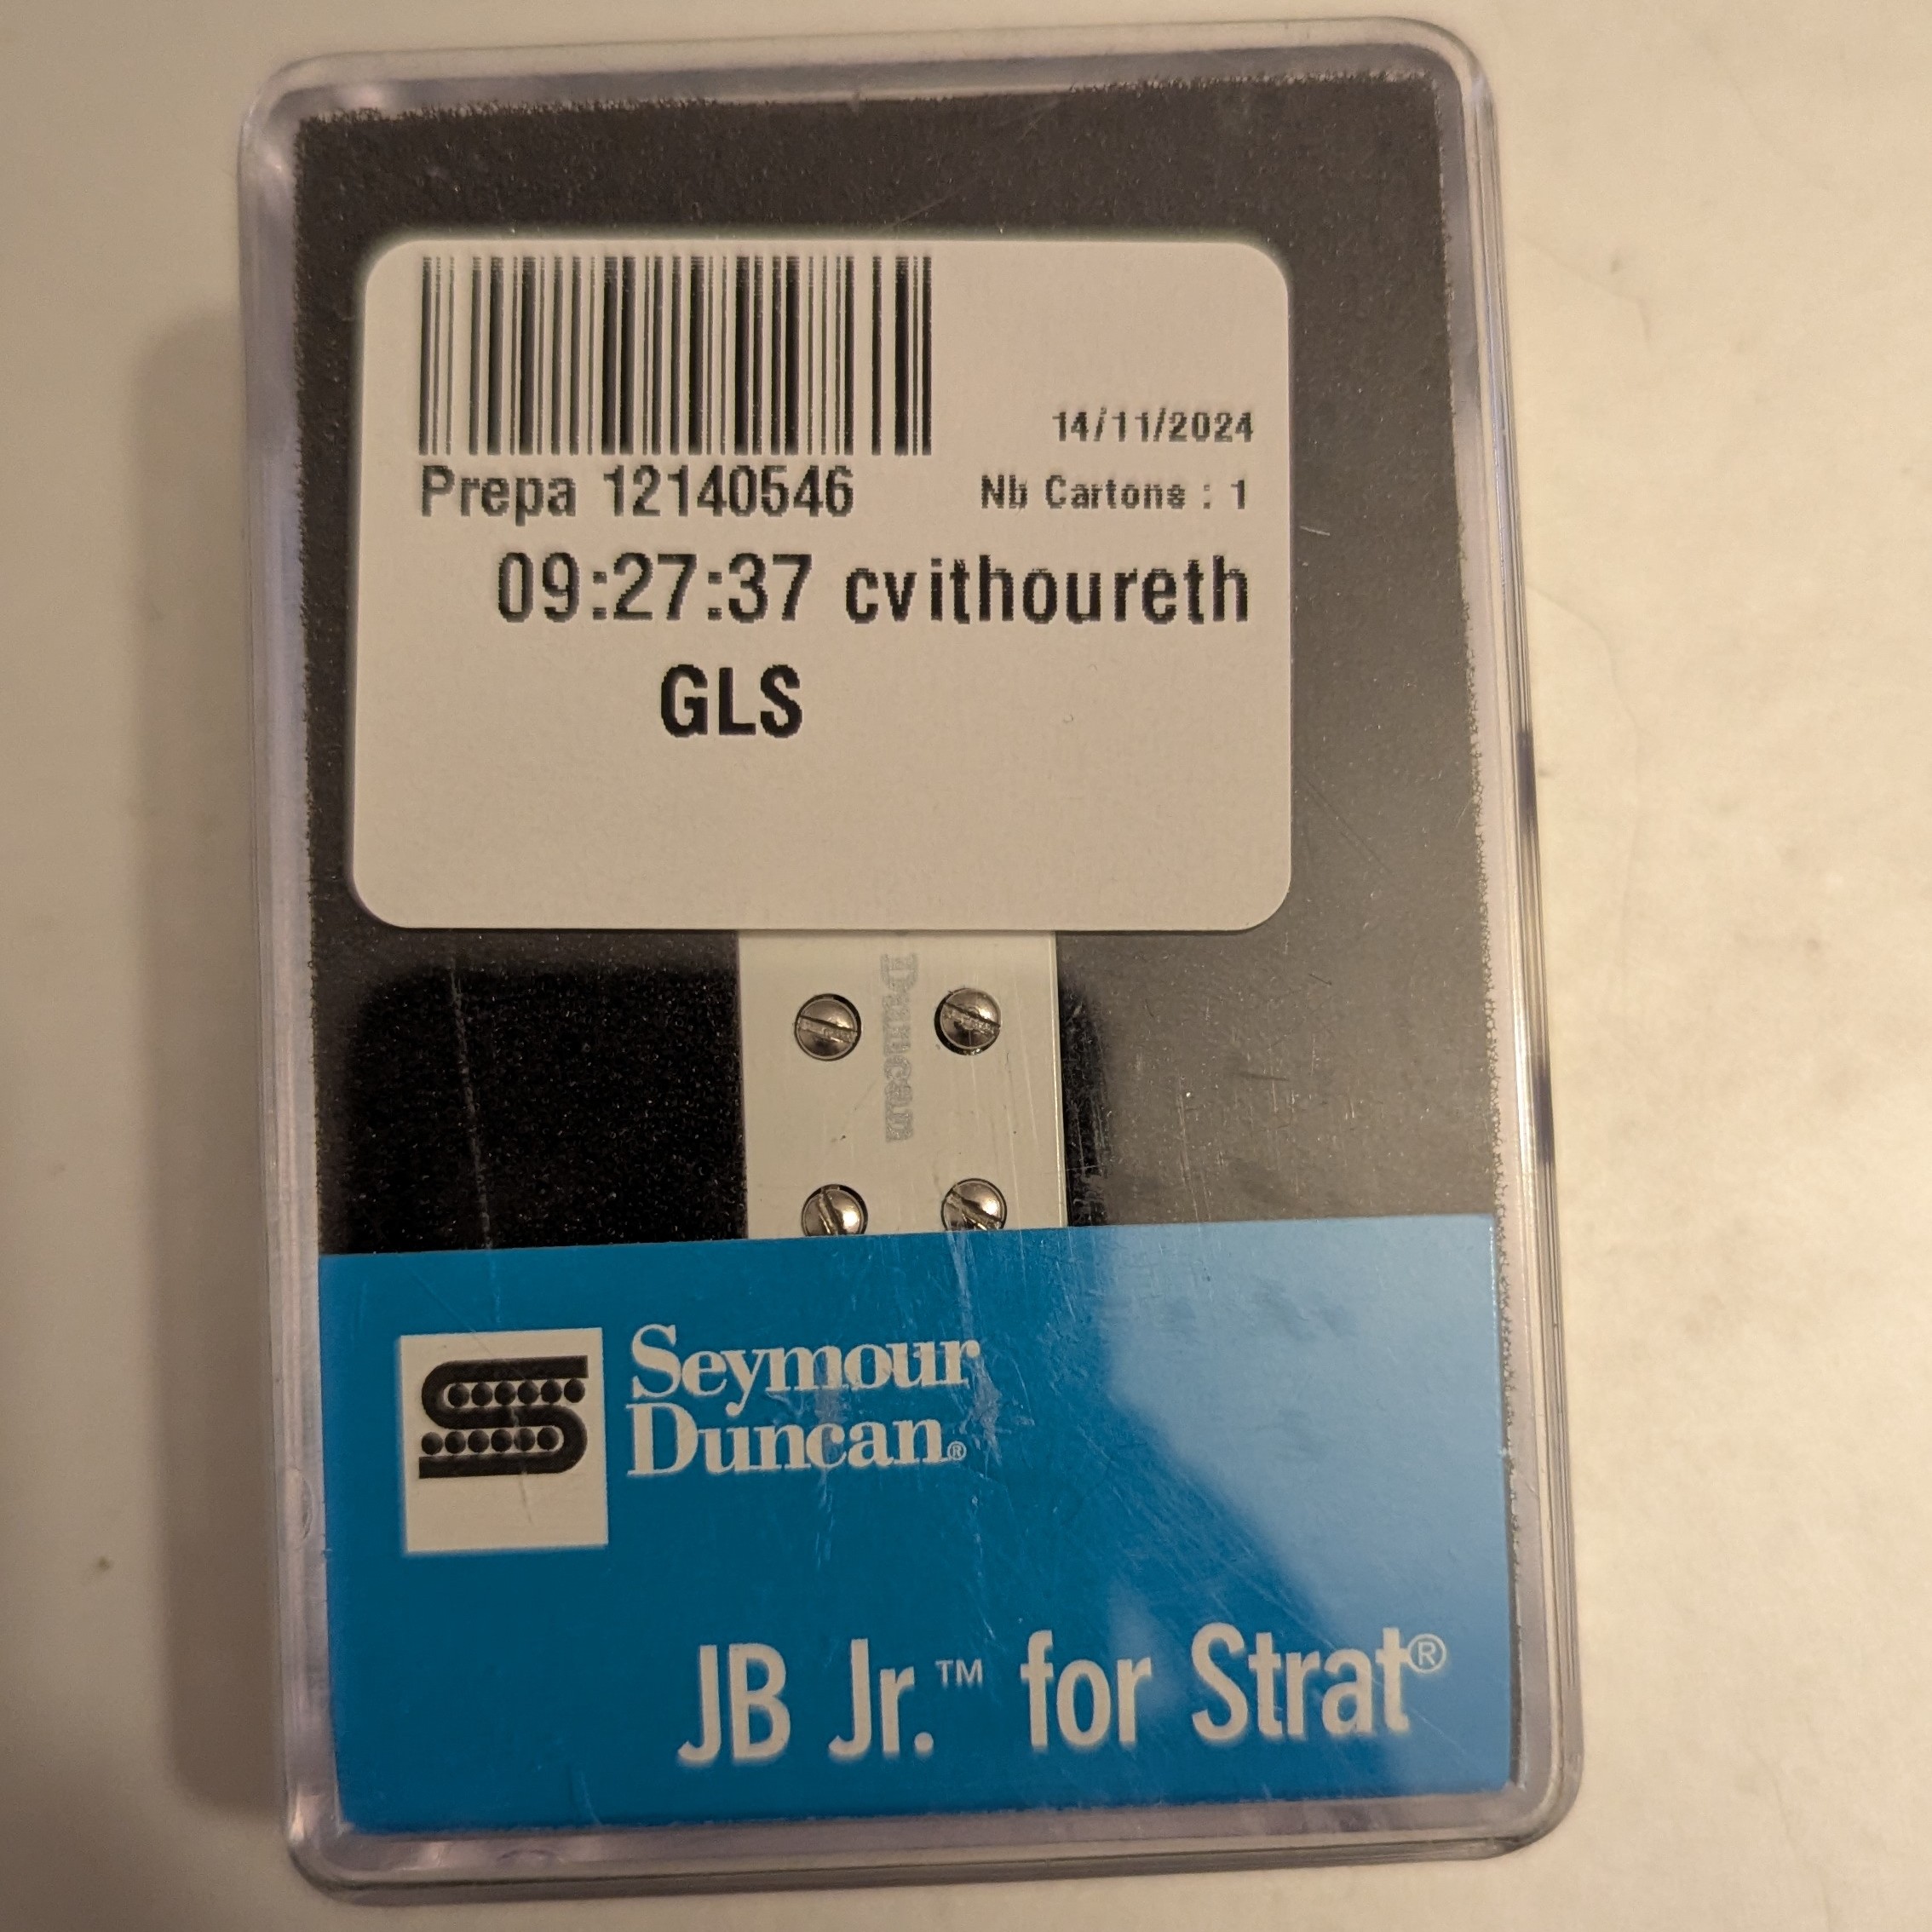 14/11/2024
Prepa 12140546 Nb Cartons : 1
09:27:37 cvithoureth
GLS
Duncan
Seymour
Duncan®
JB Jr.™ for Strat®